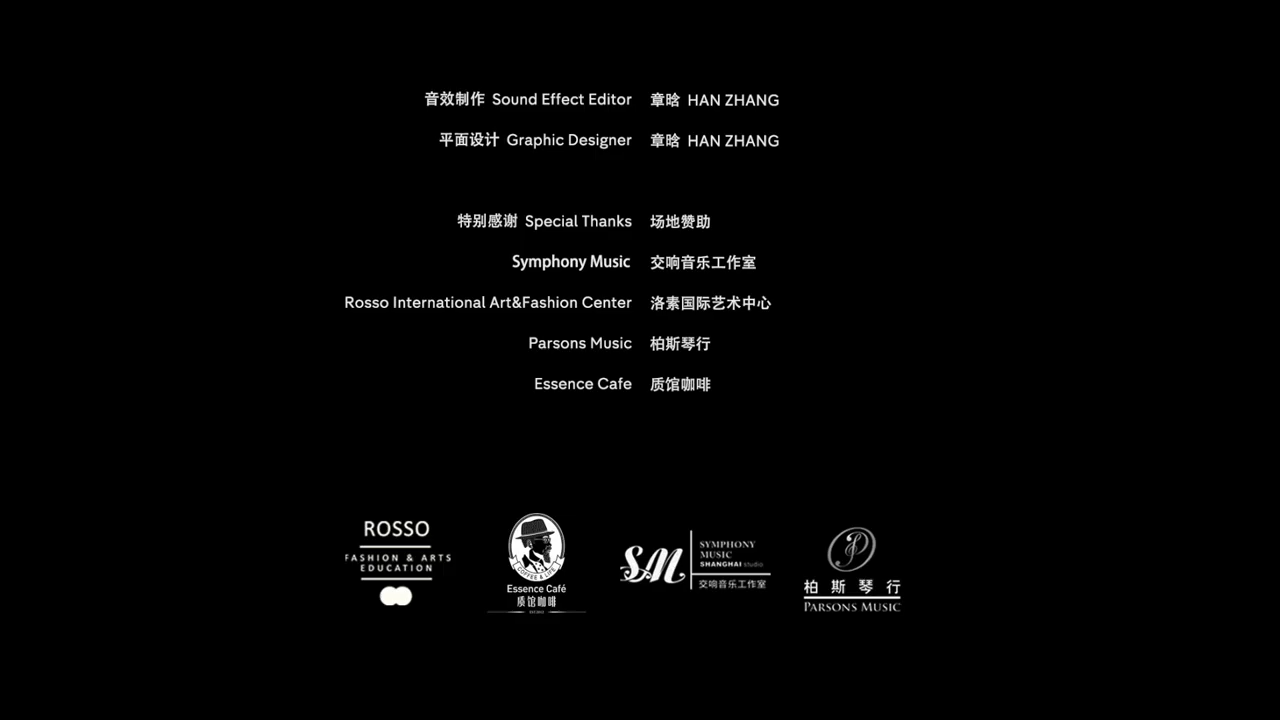 音效制作 Sound Effect Editor 章晗 HAN ZHANG
平面设计 Graphic Designer 章晗 HAN ZHANG
特别感谢 Special Thanks 场地赞助
Symphony Music 交响音乐工作室
Rosso International Art&Fashion Center 洛素国际艺术中心
Parsons Music 柏斯琴行
Essence Cafe 质馆咖啡
ROSSO
FASHION & ARTS
EDUCATION
COFFEE & LIFE
Essence Café
质馆咖啡
SM
SYMPHONY
MUSIC
SHANGHAI studio
交响音乐工作室
柏斯琴行
PARSONS MUSIC